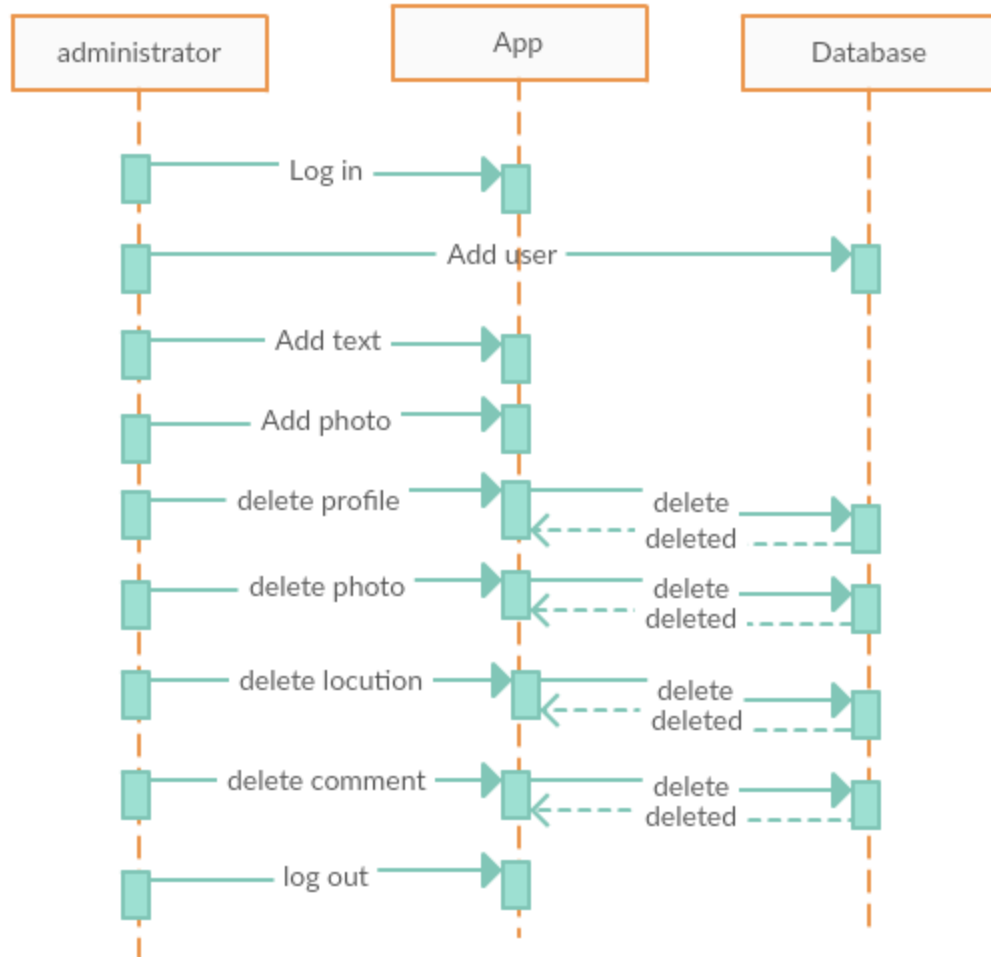 administrator
App
Database
Log in
Add user
Add text
Add photo
delete profile
delete
deleted
delete photo
delete
deleted
delete locution
delete
deleted
delete comment
delete
deleted
log out